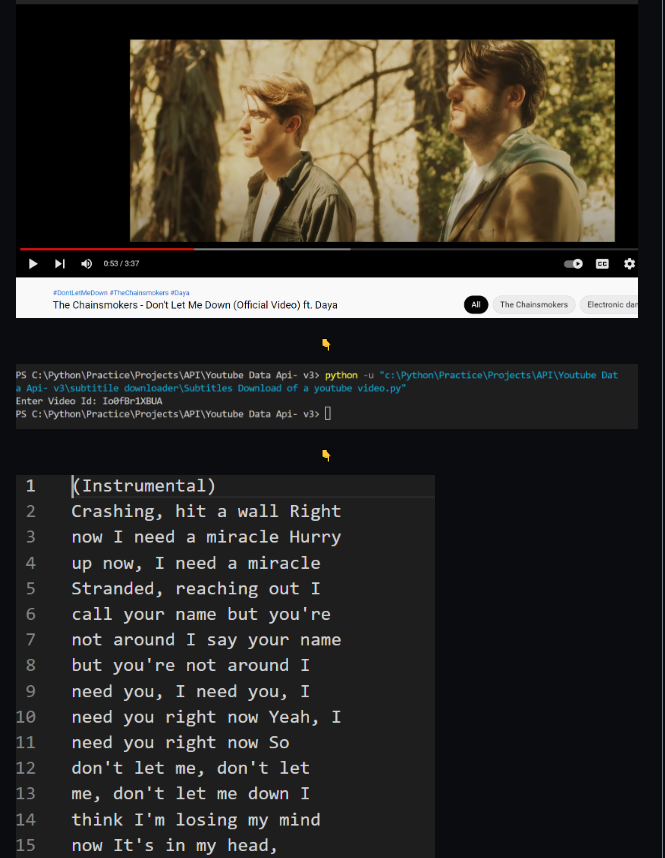 0:53 / 3:37
CC
#DontLetMeDown #TheChainsmokers #Daya
The Chainsmokers - Don't Let Me Down (Official Video) ft. Daya
All
The Chainsmokers
Electronic dan
PS C:\Python\Practice\Projects\API\Youtube Data Api- v3> python -u "c:\Python\Practice\Projects\API\Youtube Dat
a Api- v3\subtitile downloader\Subtitles Download of a youtube video.py"
Enter Video Id: Io0fBr1XBUA
PS C:\Python\Practice\Projects\API\Youtube Data Api- v3>
1 (Instrumental)
2 Crashing, hit a wall Right
3 now I need a miracle Hurry
4 up now, I need a miracle
5 Stranded, reaching out I
6 call your name but you're
7 not around I say your name
8 but you're not around I
9 need you, I need you, I
10 need you right now Yeah, I
11 need you right now So
12 don't let me, don't let
13 me, don't let me down I
14 think I'm losing my mind
15 now It's in my head,